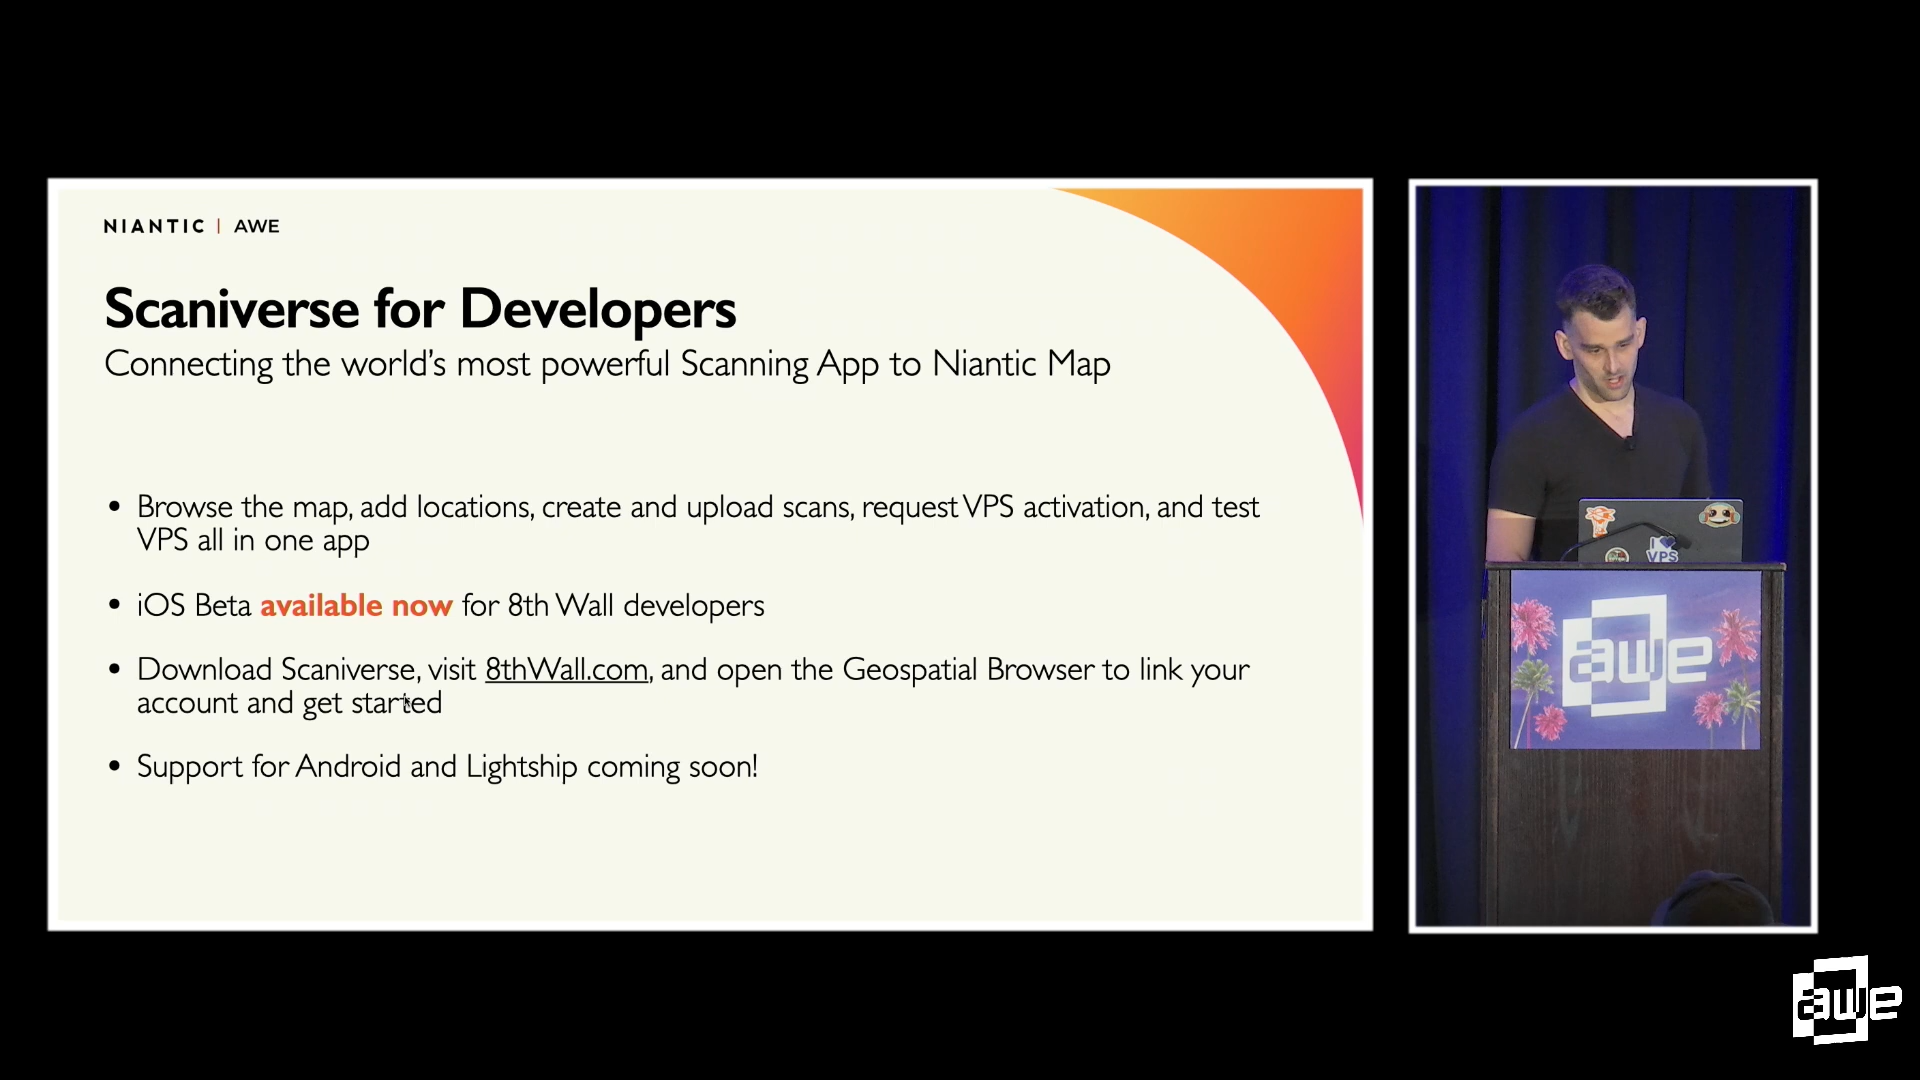 NIANTIC | AWE
Scaniverse for Developers
Connecting the world's most powerful Scanning App to Niantic Map
• Browse the map, add locations, create and upload scans, request VPS activation, and test
VPS all in one app
• iOS Beta available now for 8th Wall developers
• Download Scaniverse, visit 8thWall.com, and open the Geospatial Browser to link your
account and get started
• Support for Android and Lightship coming soon!
I
VPS
awe
awe